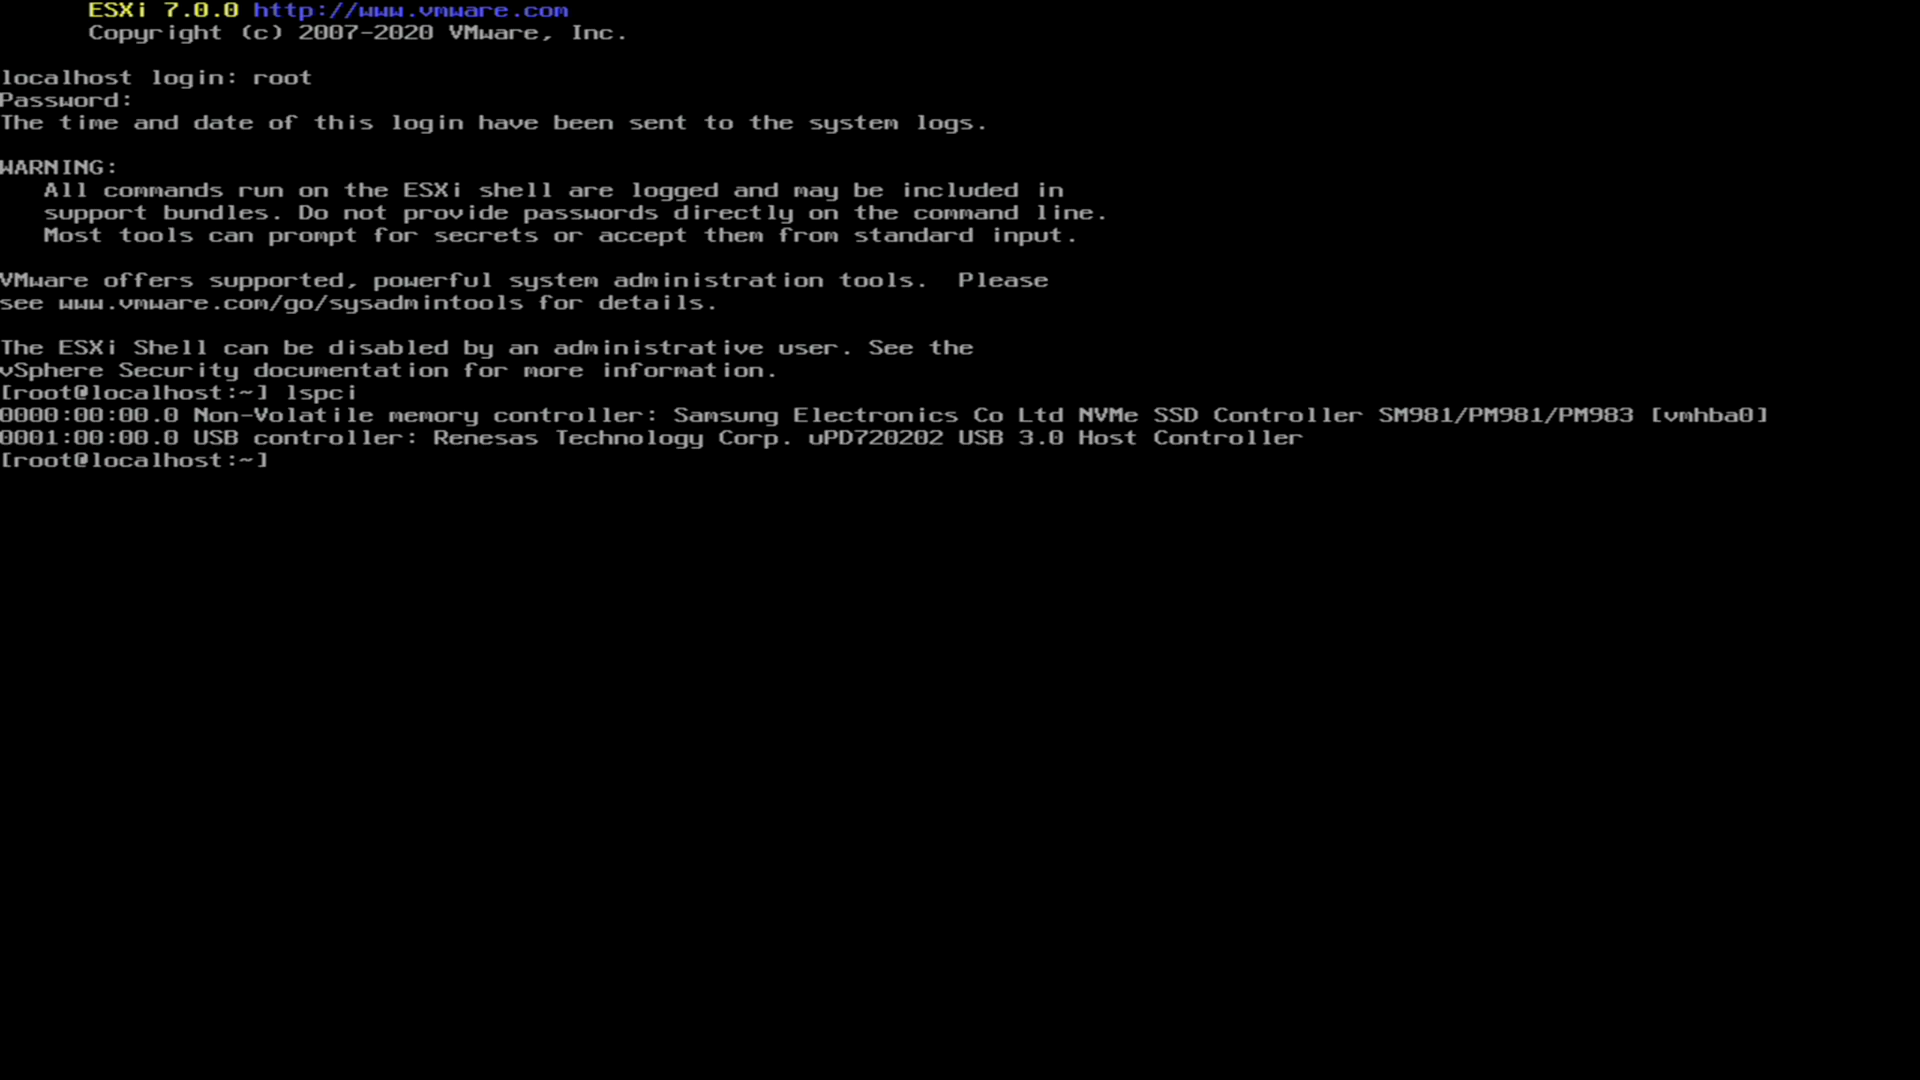 ESXi 7.0.0 http://www.vmware.com
Copyright (c) 2007-2020 VMware, Inc.
localhost login: root
Password:
The time and date of this login have been sent to the system logs.
WARNING:
All commands run on the ESXi shell are logged and may be included in
support bundles. Do not provide passwords directly on the command line.
Most tools can prompt for secrets or accept them from standard input.
VMware offers supported, powerful system administration tools.  Please
see www.vmware.com/go/sysadmintools for details.
The ESXi Shell can be disabled by an administrative user. See the
vSphere Security documentation for more information.
[root@localhost:~] lspci
0000:00:00.0 Non-Volatile memory controller: Samsung Electronics Co Ltd NVMe SSD Controller SM981/PM981/PM983 [vmhba0]
0001:00:00.0 USB controller: Renesas Technology Corp. uPD720202 USB 3.0 Host Controller
[root@localhost:~]